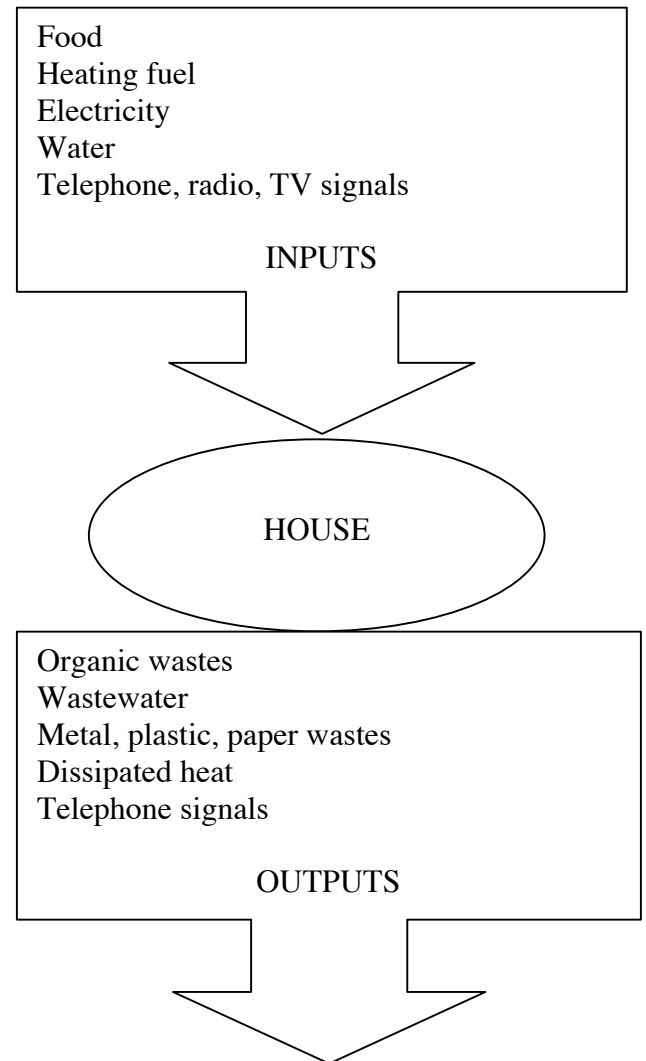 Food
Heating fuel
Electricity
Water
Telephone, radio, TV signals
INPUTS
HOUSE
Organic wastes
Wastewater
Metal, plastic, paper wastes
Dissipated heat
Telephone signals
OUTPUTS